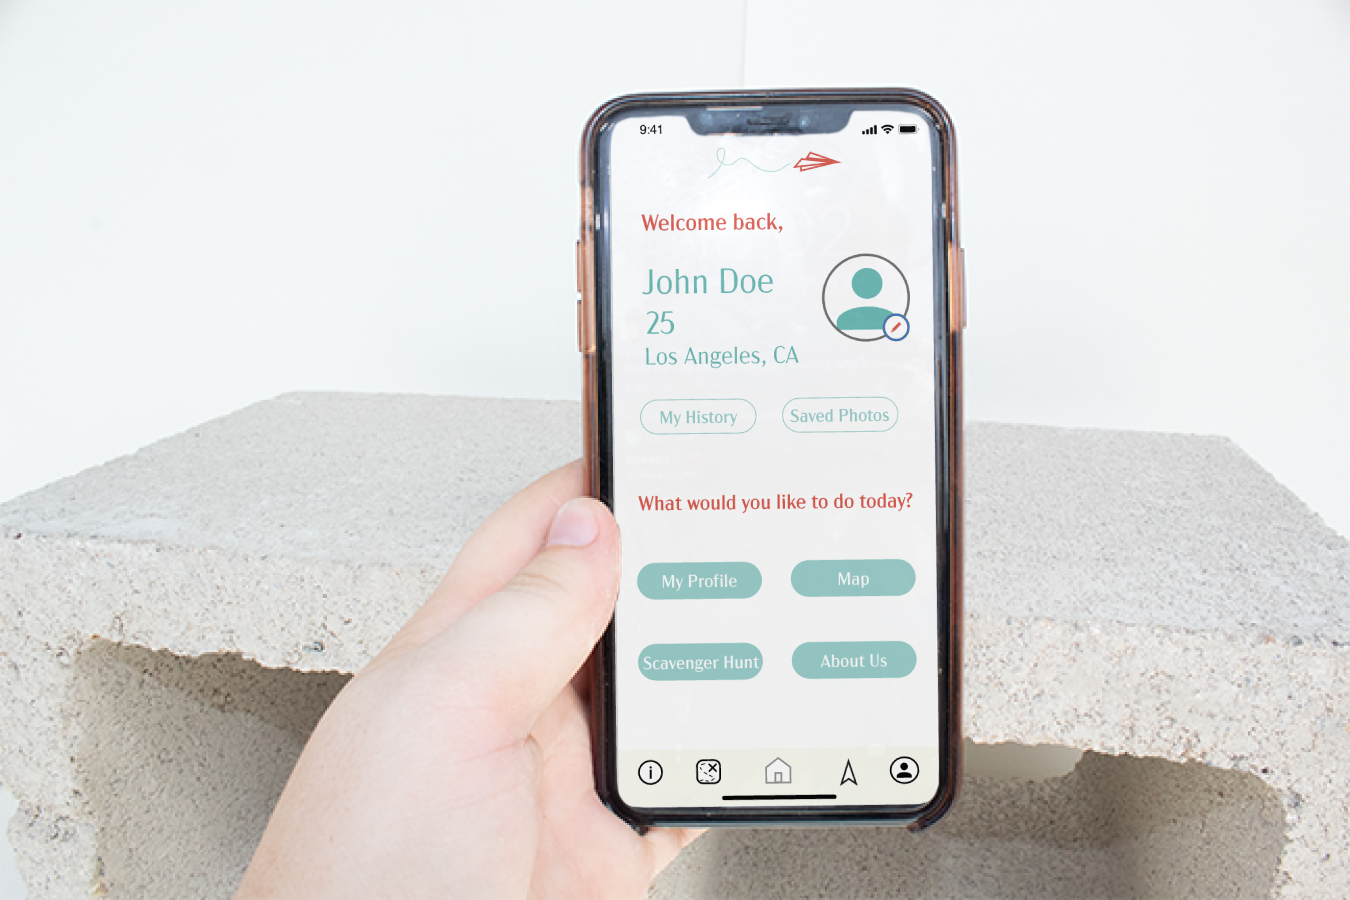 9:41
Welcome back,
John Doe
25
Los Angeles, CA
My History
Saved Photos
What would you like to do today?
My Profile
Map
Scavenger Hunt
About Us